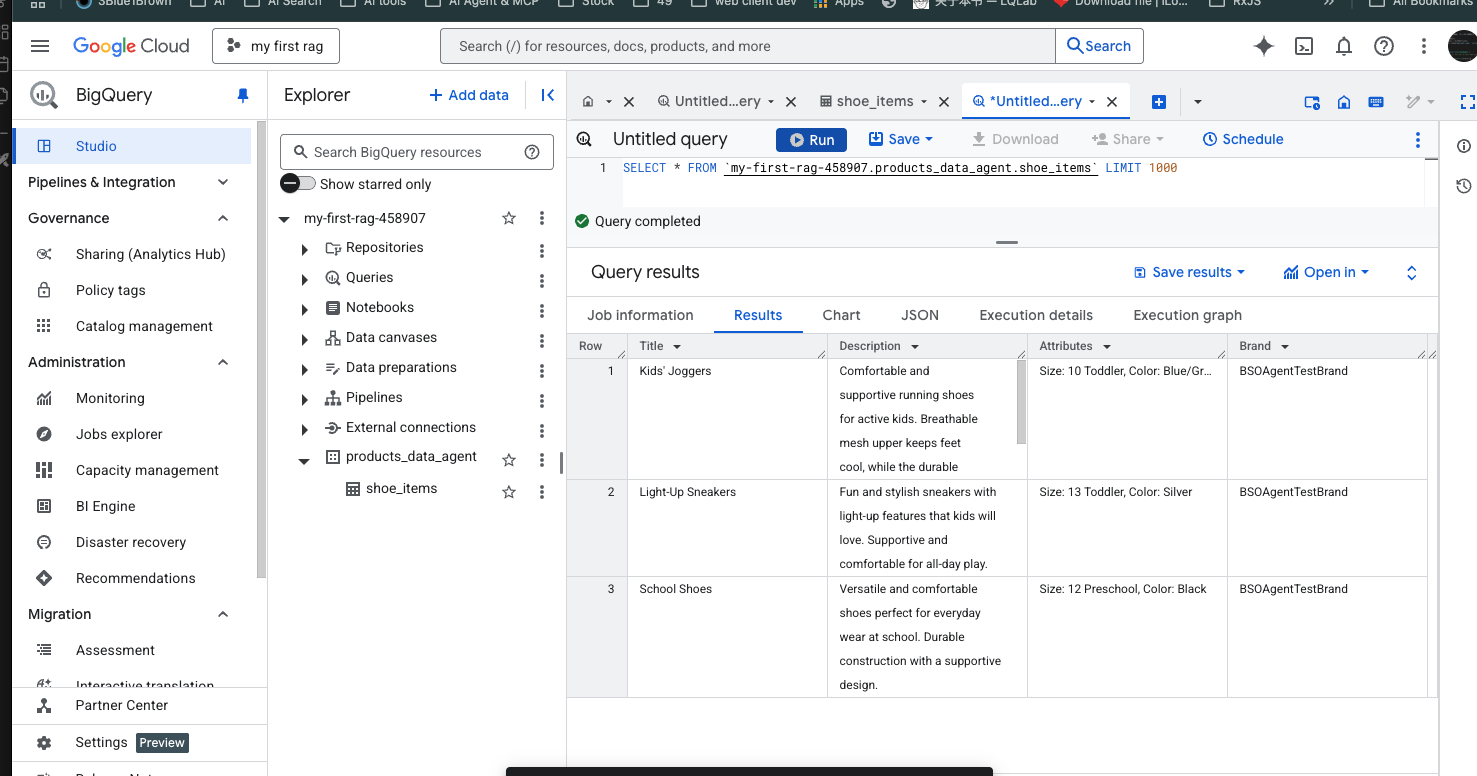 3Blue1Brown
AI
AI Search
AI tools
AI Agent & MCP
Stock
49
web client dev
Apps
Download file | iLo...
RxJS
All Bookmarks
Google Cloud
my first rag
Search (/) for resources, docs, products, and more
Search
BigQuery
Studio
Pipelines & Integration
Governance
Sharing (Analytics Hub)
Policy tags
Catalog management
Administration
Monitoring
Jobs explorer
Capacity management
BI Engine
Disaster recovery
Recommendations
Migration
Assessment
Interactive translation
Partner Center
Settings Preview
Explorer
+ Add data
Search BigQuery resources
Show starred only
my-first-rag-458907
Repositories
Queries
Notebooks
Data canvases
Data preparations
Pipelines
External connections
products_data_agent
shoe_items
Untitled...ery
shoe_items
*Untitled...ery
Untitled query
Run
Save
Download
Share
Schedule
1 SELECT * FROM `my-first-rag-458907.products_data_agent.shoe_items` LIMIT 1000
Query completed
Query results
Save results
Open in
Job information Results Chart JSON Execution details Execution graph
Row Title Description Attributes Brand
1 Kids' Joggers Comfortable and Size: 10 Toddler, Color: Blue/Gr... BSOAgentTestBrand
supportive running shoes
for active kids. Breathable
mesh upper keeps feet
cool, while the durable
2 Light-Up Sneakers Fun and stylish sneakers with Size: 13 Toddler, Color: Silver BSOAgentTestBrand
light-up features that kids will
love. Supportive and
comfortable for all-day play.
3 School Shoes Versatile and comfortable Size: 12 Preschool, Color: Black BSOAgentTestBrand
shoes perfect for everyday
wear at school. Durable
construction with a supportive
design.